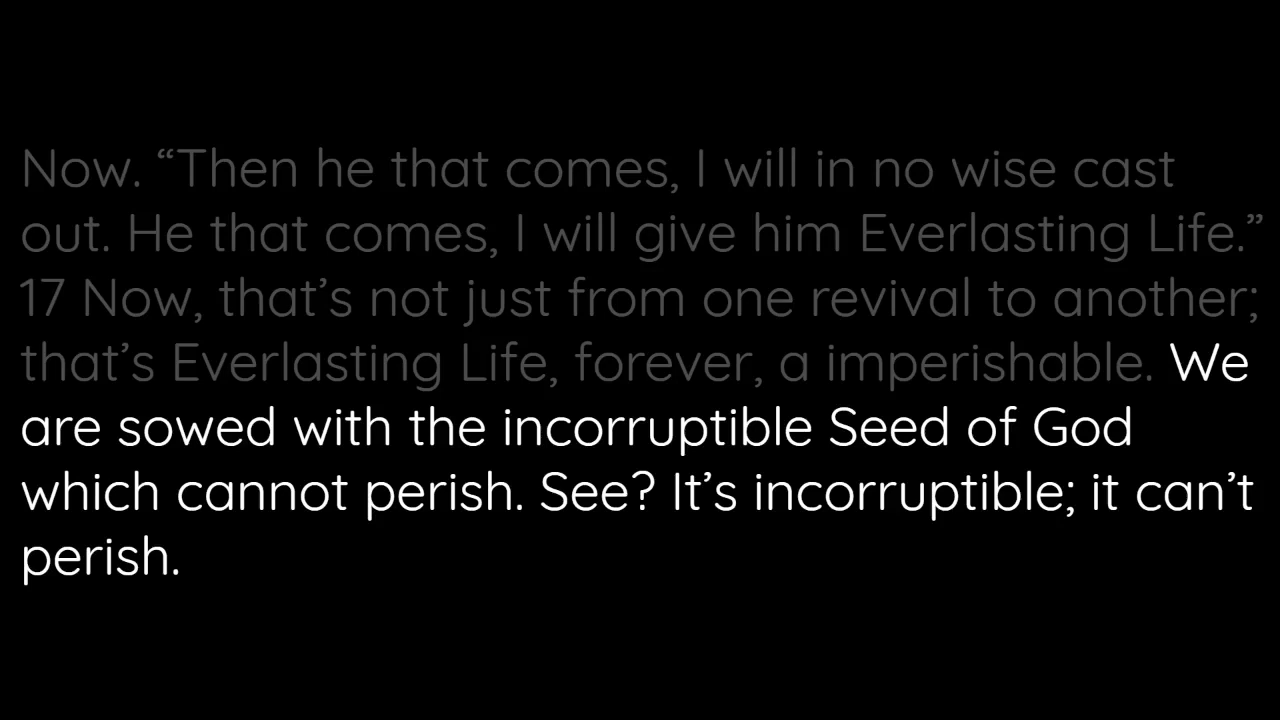 Now. “Then he that comes, I will in no wise cast
out. He that comes, I will give him Everlasting Life.”
17 Now, that’s not just from one revival to another;
that’s Everlasting Life, forever, a imperishable. We
are sowed with the incorruptible Seed of God
which cannot perish. See? It’s incorruptible; it can’t
perish.